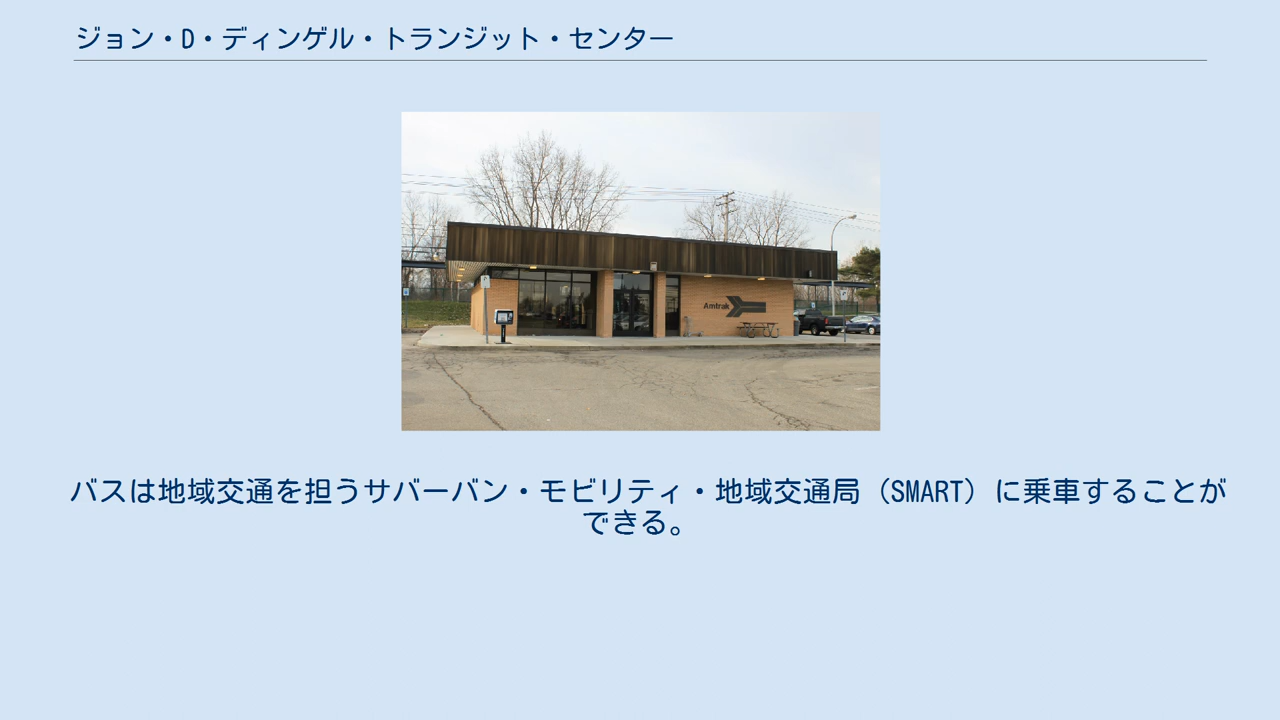 ジョン・D・ディンゲル・トランジット・センター
Amtrak
バスは地域交通を担うサバーバン・モビリティ・地域交通局（SMART）に乗車することが
できる。